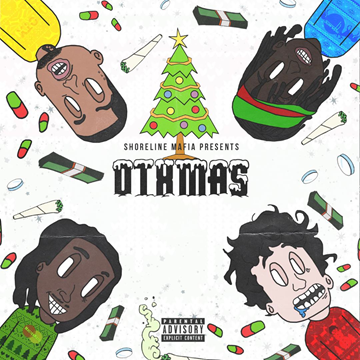 SHORELINE MAFIA PRESENTS
OTXMAS
PARENTAL
ADVISORY
EXPLICIT CONTENT